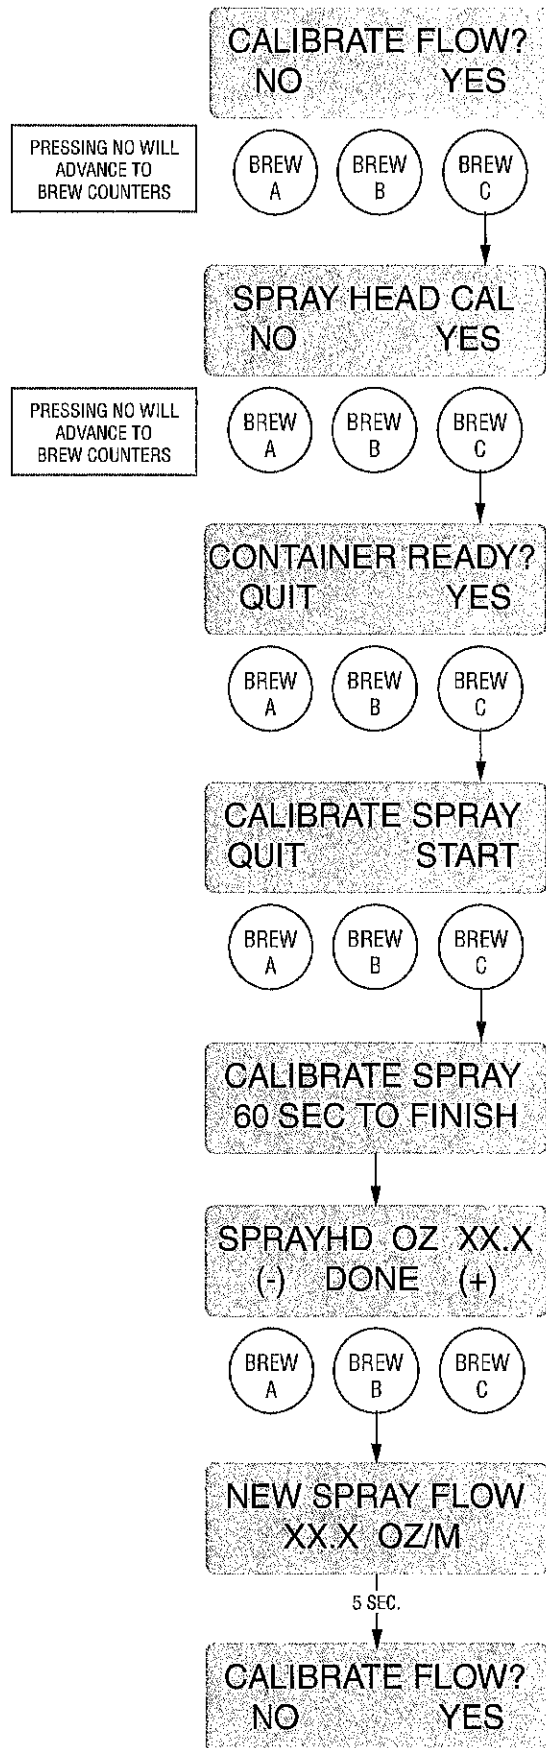 CALIBRATE FLOW?
NO YES
PRESSING NO WILL
ADVANCE TO
BREW COUNTERS
BREW
A
BREW
B
BREW
C
SPRAY HEAD CAL
NO YES
PRESSING NO WILL
ADVANCE TO
BREW COUNTERS
BREW
A
BREW
B
BREW
C
CONTAINER READY?
QUIT YES
BREW
A
BREW
B
BREW
C
CALIBRATE SPRAY
QUIT START
BREW
A
BREW
B
BREW
C
CALIBRATE SPRAY
60 SEC TO FINISH
SPRAYHD OZ XX.X
(-) DONE (+)
BREW
A
BREW
B
BREW
C
NEW SPRAY FLOW
XX.X OZ/M
5 SEC.
CALIBRATE FLOW?
NO YES